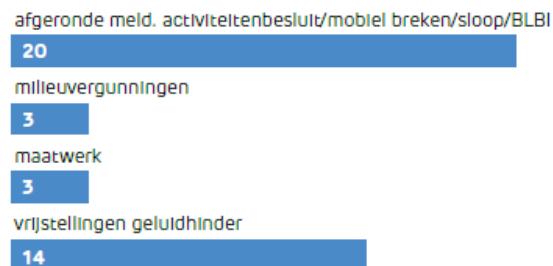 afgeronde meld. activiteitenbesluit/mobiel breken/sloop/BLBI
20
milieuvergunningen
3
maatwerk
3
vrijstellingen geluidhinder
14